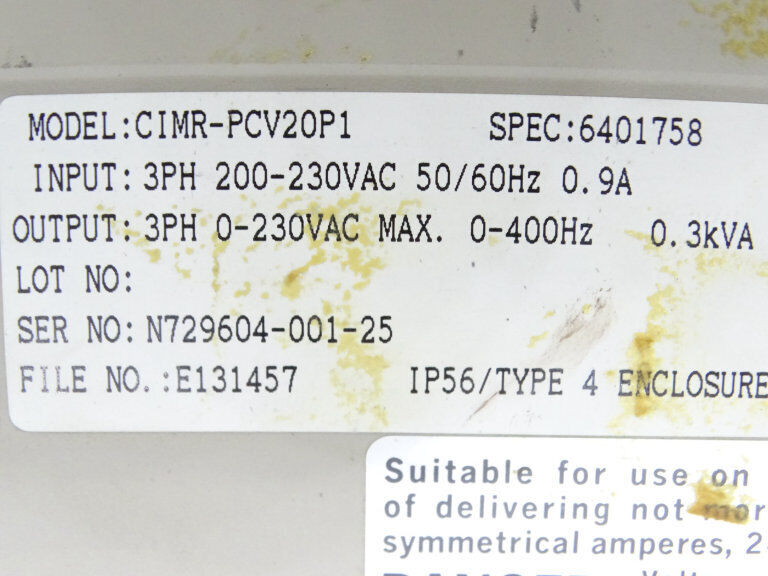 MODEL:CIMR-PCV20P1 SPEC:6401758
INPUT: 3PH 200-230VAC 50/60Hz 0.9A
OUTPUT: 3PH 0-230VAC MAX. 0-400Hz 0.3kVA
LOT NO:
SER NO: N729604-001-25
FILE NO.:E131457 IP56/TYPE 4 ENCLOSURE
Suitable for use on
of delivering not mor
symmetrical amperes, 2